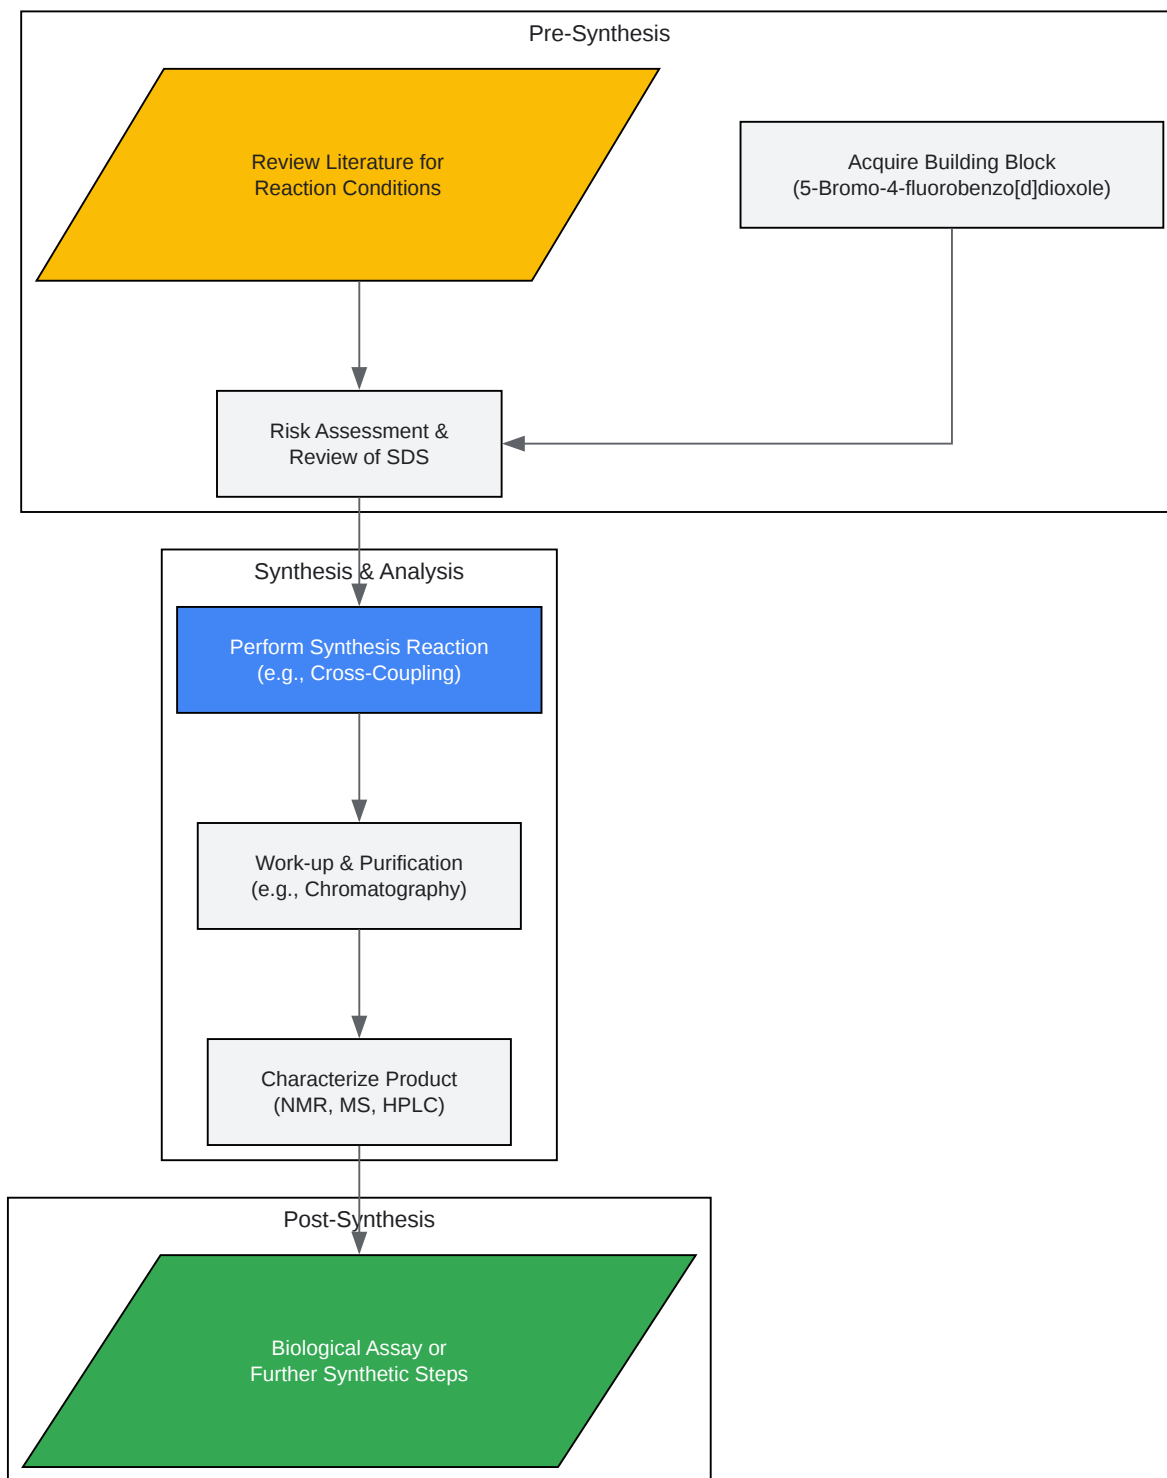 Pre-Synthesis
Review Literature for
Reaction Conditions
Acquire Building Block
(5-Bromo-4-fluorobenzo[d]dioxole)
Risk Assessment &
Review of SDS
Synthesis & Analysis
Perform Synthesis Reaction
(e.g., Cross-Coupling)
Work-up & Purification
(e.g., Chromatography)
Characterize Product
(NMR, MS, HPLC)
Post-Synthesis
Biological Assay or
Further Synthetic Steps